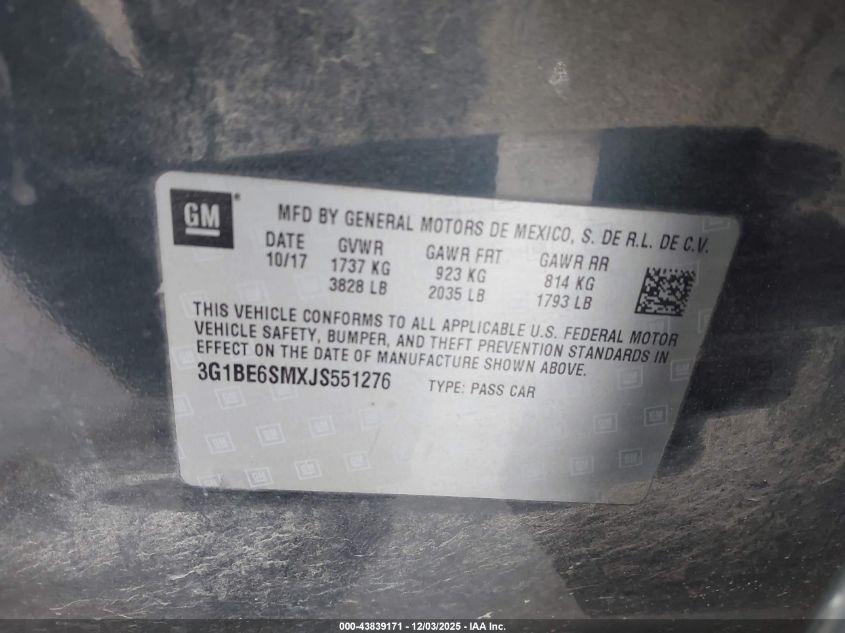 GM®
MFD BY GENERAL MOTORS DE MEXICO, S. DE R.L. DE C.V.
DATE GVWR GAWR FRT GAWR RR
10/17 1737 KG 923 KG 814 KG
3828 LB 2035 LB 1793 LB
THIS VEHICLE CONFORMS TO ALL APPLICABLE U.S. FEDERAL MOTOR
VEHICLE SAFETY, BUMPER, AND THEFT PREVENTION STANDARDS IN
EFFECT ON THE DATE OF MANUFACTURE SHOWN ABOVE.
3G1BE6SMXJS551276 TYPE: PASS CAR
000-43839171 - 12/03/2025 - IAA Inc.